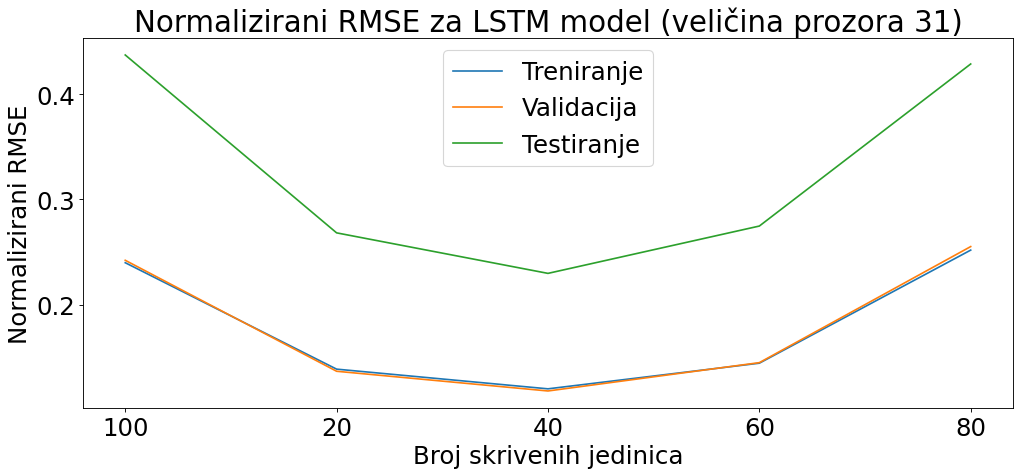 Normalizirani RMSE za LSTM model (veličina prozora 31)
Treniranje
Validacija
Testiranje
Normalizirani RMSE
0.4
0.3
0.2
100 20 40 60 80
Broj skrivenih jedinica